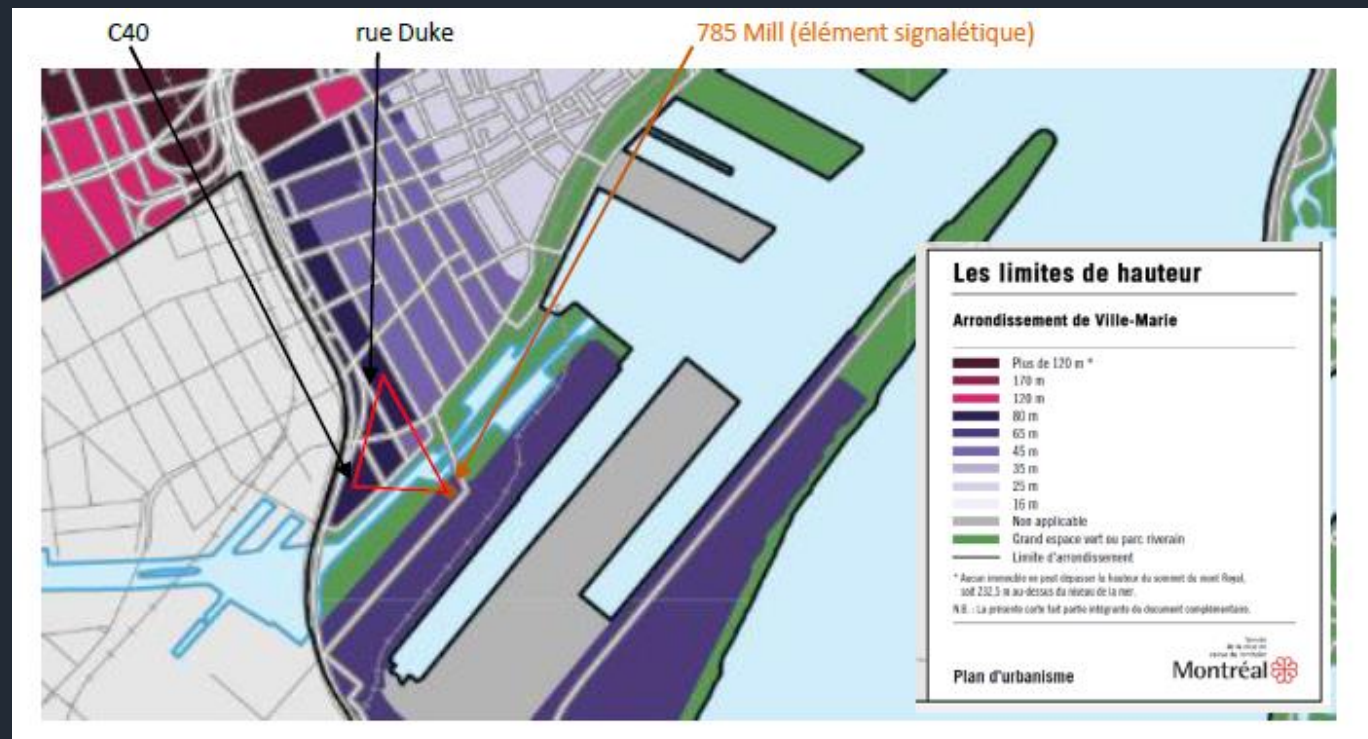 C40
rue Duke
785 Mill (élément signalétique)
Les limites de hauteur
Arrondissement de Ville-Marie
Plus de 120 m *
170 m
120 m
80 m
65 m
45 m
35 m
25 m
16 m
Non applicable
Grand espace vert ou parc riverain
Limite d'arrondissement
* Aucun immeuble ne peut dépasser la hauteur du sommet du mont Royal,
soit 232,5 m au-dessus du niveau de la mer.
N.B. : La présente carte fait partie intégrante du document complémentaire.
Plan d'urbanisme
Montréal